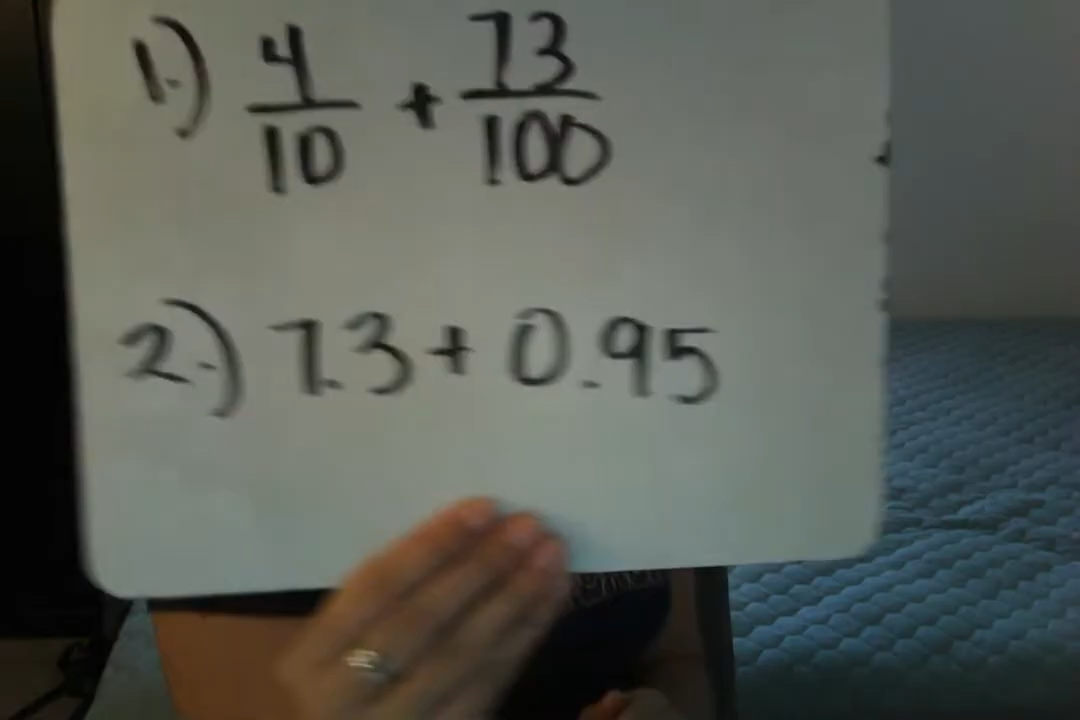 1.) 4/10 + 73/100
2.) 7.3 + 0.95